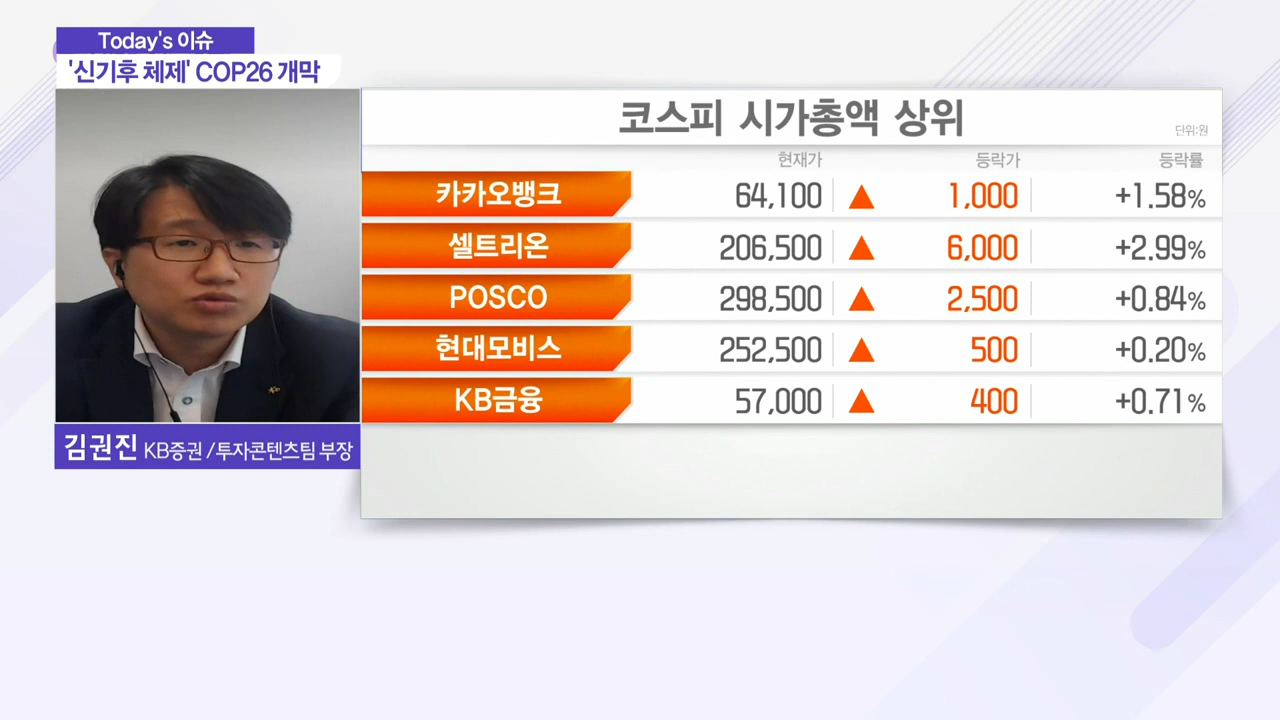 Today's 이슈
'신기후 체제' COP26 개막
코스피 시가총액 상위
단위:원
현재가 등락가 등락률
카카오뱅크 64,100 ▲ 1,000 +1.58%
셀트리온 206,500 ▲ 6,000 +2.99%
POSCO 298,500 ▲ 2,500 +0.84%
현대모비스 252,500 ▲ 500 +0.20%
KB금융 57,000 ▲ 400 +0.71%
김권진 KB증권 / 투자콘텐츠팀 부장